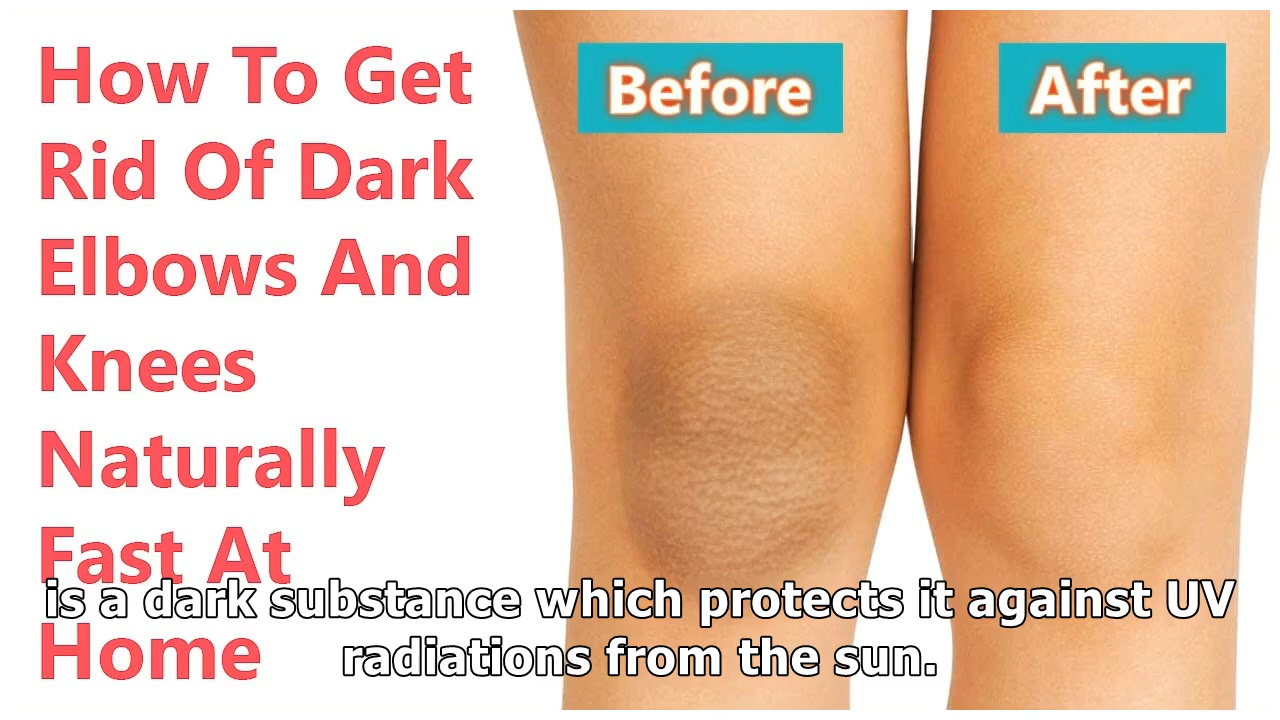 How To Get
Rid Of Dark
Elbows And
Knees
Naturally
Fast At
Home
Before
After
is a dark substance which protects it against UV
radiations from the sun.